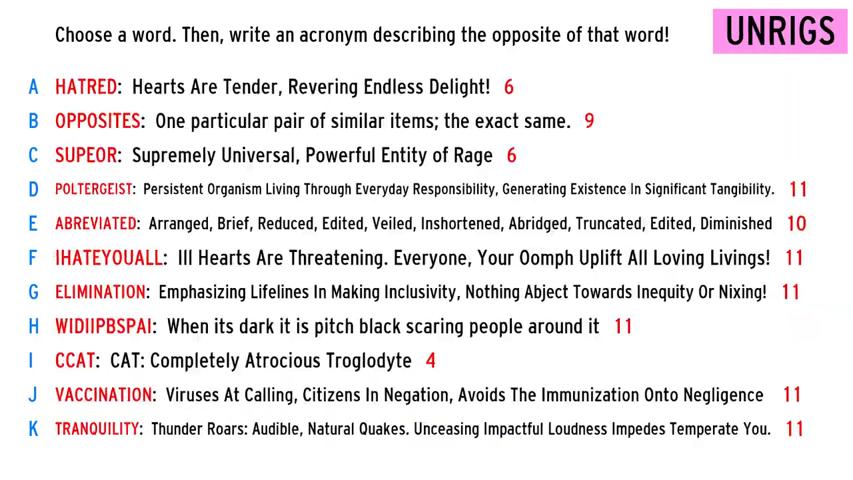 Choose a word. Then, write an acronym describing the opposite of that word!
UNRIGS
A HATRED: Hearts Are Tender, Revering Endless Delight! 6
B OPPOSITES: One particular pair of similar items; the exact same. 9
C SUPEOR: Supremely Universal, Powerful Entity of Rage 6
D POLTERGEIST: Persistent Organism Living Through Everyday Responsibility, Generating Existence In Significant Tangibility. 11
E ABREVIATED: Arranged, Brief, Reduced, Edited, Veiled, Inshortened, Abridged, Truncated, Edited, Diminished 10
F IHATEYOUALL: Ill Hearts Are Threatening. Everyone, Your Oomph Uplift All Loving Livings! 11
G ELIMINATION: Emphasizing Lifelines In Making Inclusivity, Nothing Abject Towards Inequity Or Nixing! 11
H WIDIIPBSPAI: When its dark it is pitch black scaring people around it 11
I CCAT: CAT: Completely Atrocious Troglodyte 4
J VACCINATION: Viruses At Calling, Citizens In Negation, Avoids The Immunization Onto Negligence 11
K TRANQUILITY: Thunder Roars: Audible, Natural Quakes. Unceasing Impactful Loudness Impedes Temperate You. 11